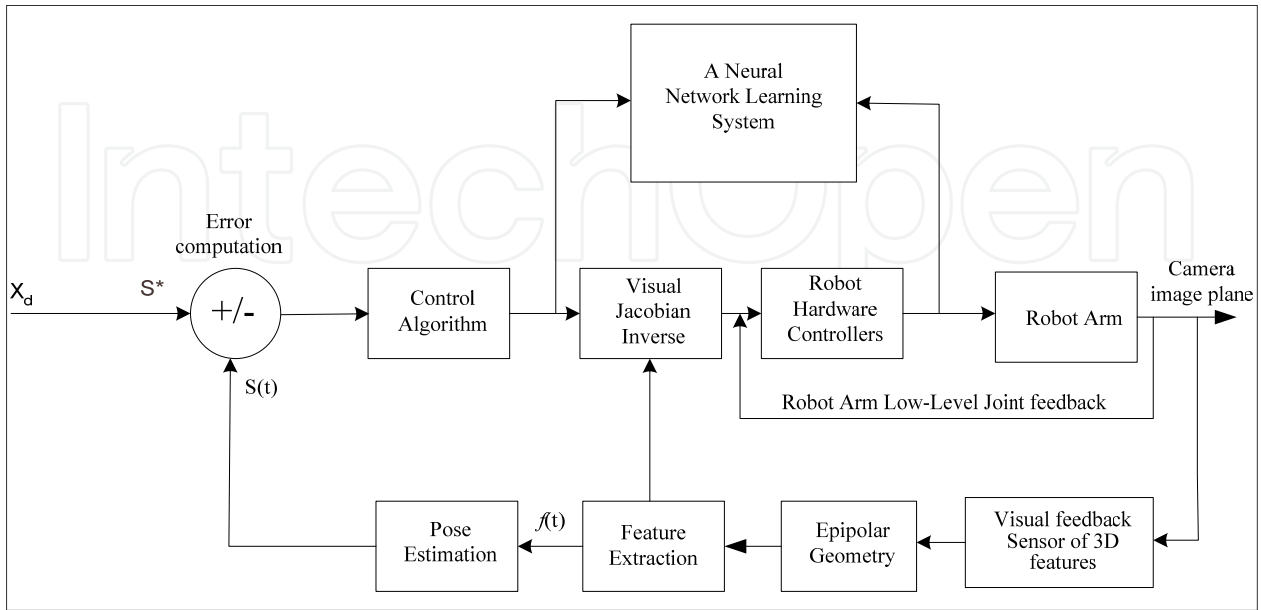 IntechOpen
A Neural
Network Learning
System
Error
computation
X_d
S*
+/-
Control
Algorithm
Visual
Jacobian
Inverse
Robot
Hardware
Controllers
Robot Arm
Camera
image plane
S(t)
Robot Arm Low-Level Joint feedback
Pose
Estimation
f(t)
Feature
Extraction
Epipolar
Geometry
Visual feedback
Sensor of 3D
features